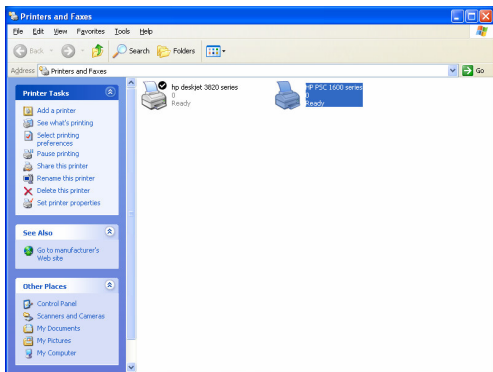 Printers and Faxes
File Edit View Favorites Tools Help
Back Search Folders
Address Printers and Faxes Go
Printer Tasks
Add a printer
See what's printing
Select printing
preferences
Pause printing
Share this printer
Rename this printer
Delete this printer
Set printer properties
See Also
Go to manufacturer's
Web site
Other Places
Control Panel
Scanners and Cameras
My Documents
My Pictures
My Computer
hp deskjet 3820 series
0
Ready
HP PSC 1600 series
0
Ready